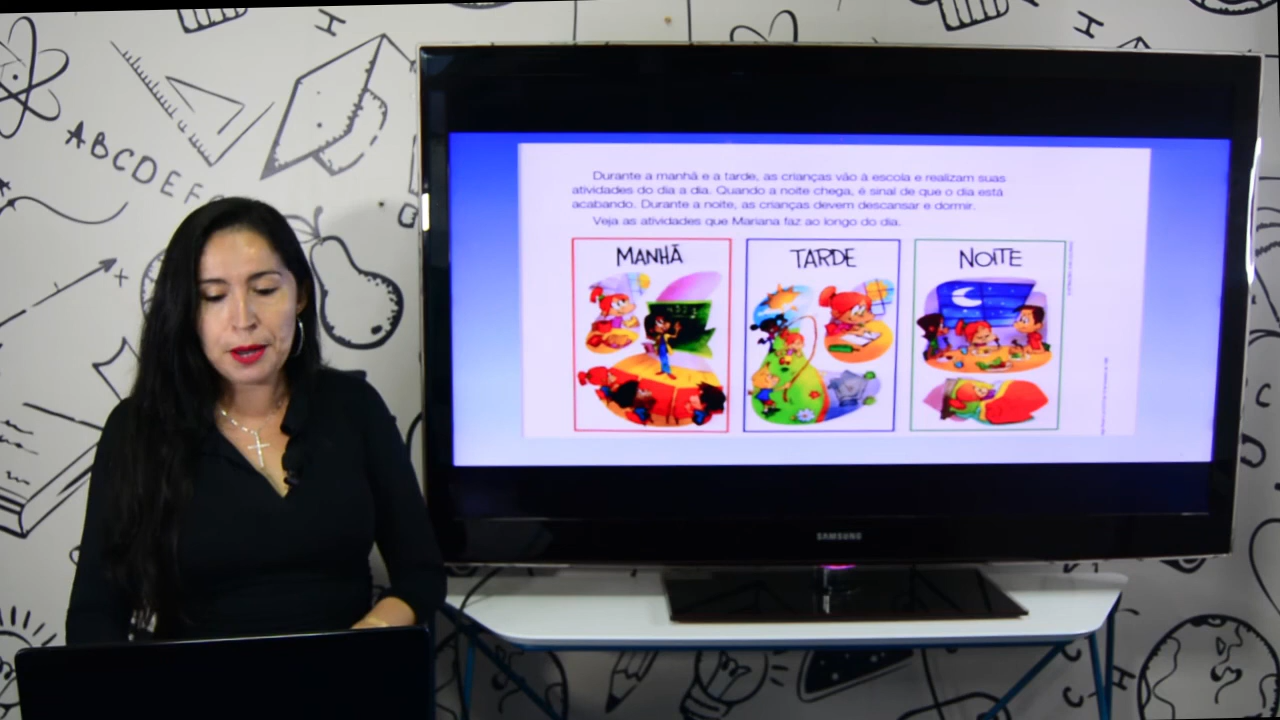 ABCDEFG
Durante a manhã e a tarde, as crianças vão à escola e realizam suas
atividades do dia a dia. Quando a noite chega, é sinal de que o dia está
acabando. Durante a noite, as crianças devem descansar e dormir.
Veja as atividades que Mariana faz ao longo do dia.
MANHÃ
TARDE
NOITE
SAMSUNG